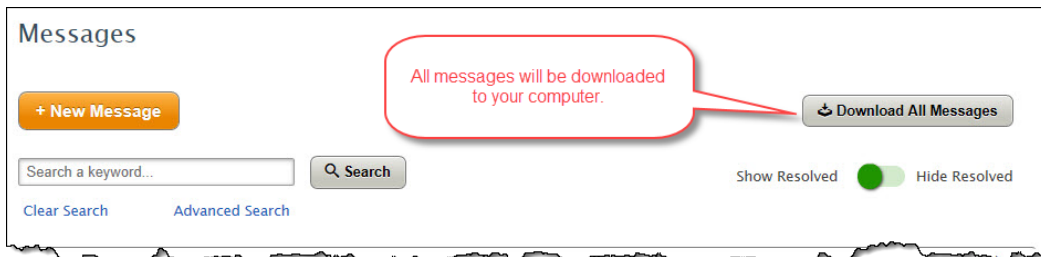 Messages
All messages will be downloaded
to your computer.
+ New Message
Download All Messages
Search a keyword...
Search
Show Resolved
Hide Resolved
Clear Search
Advanced Search